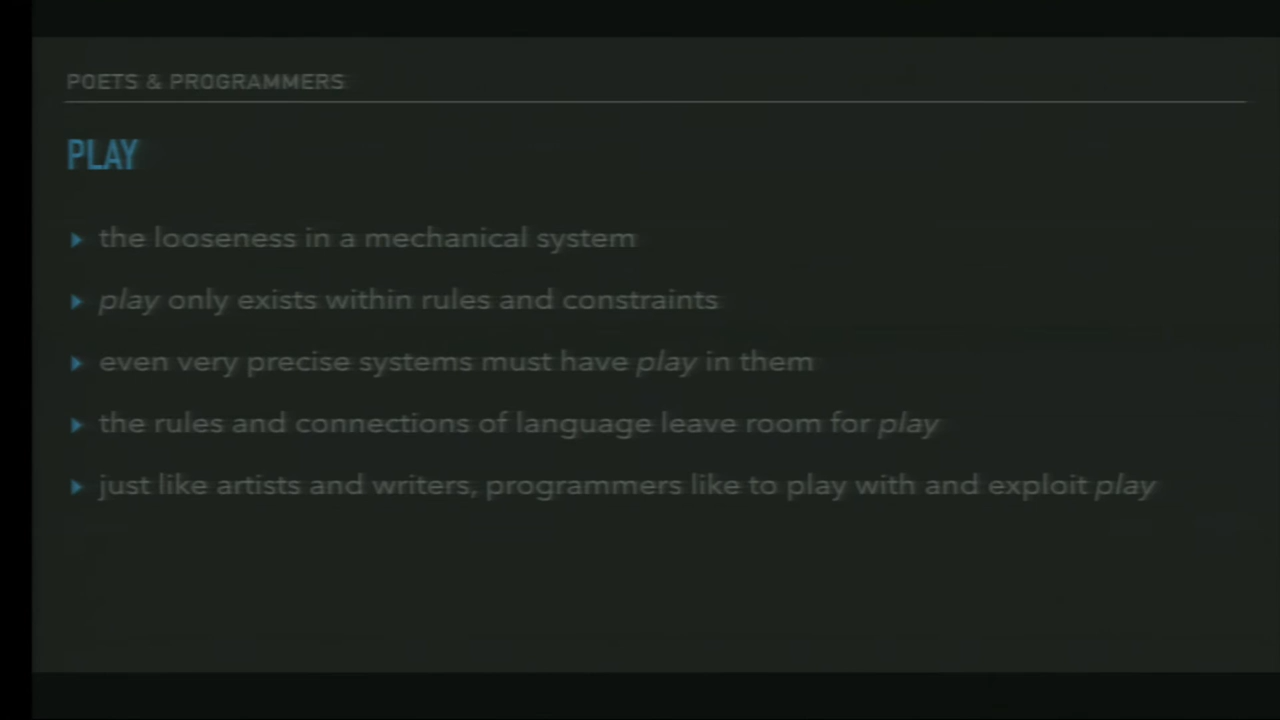 POETS & PROGRAMMERS
PLAY
the looseness in a mechanical system
play only exists within rules and constraints
even very precise systems must have play in them
the rules and connections of language leave room for play
just like artists and writers, programmers like to play with and exploit play